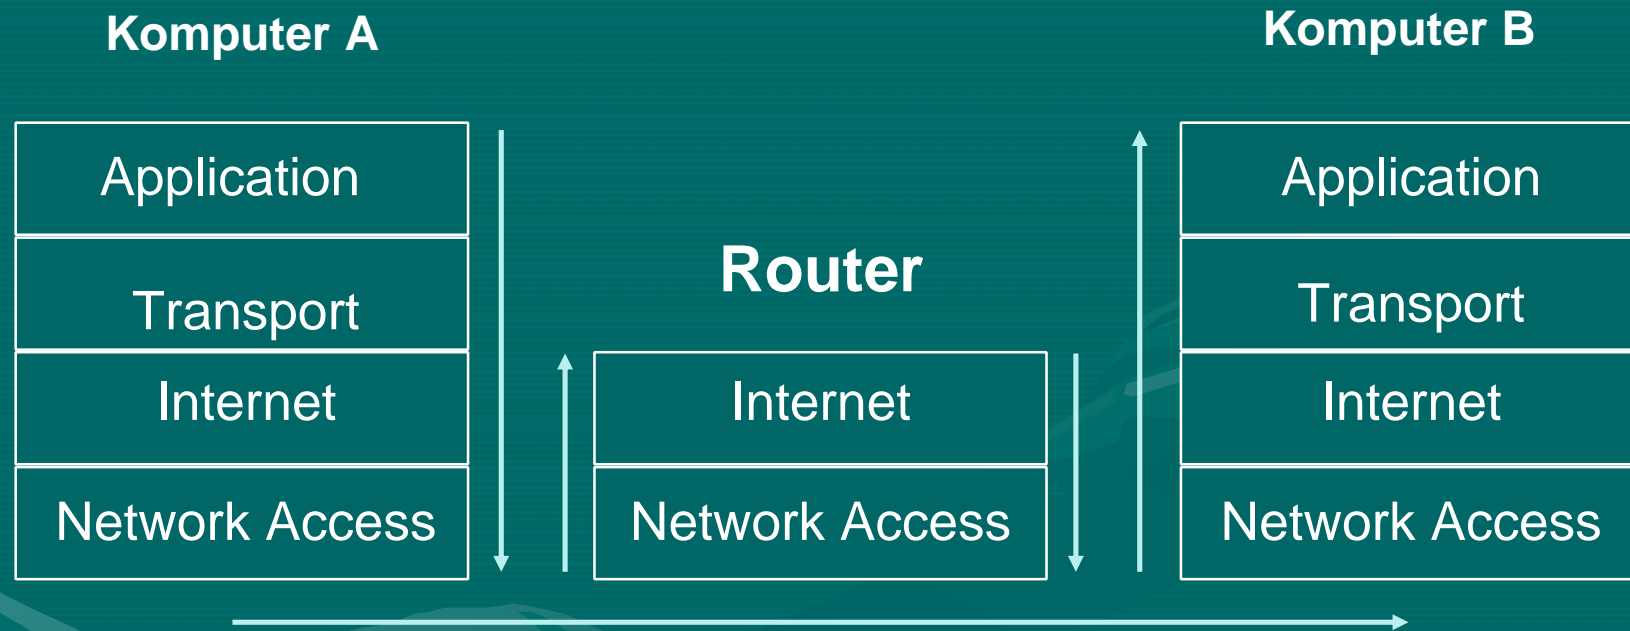 Komputer A
Komputer B
Application
Transport
Internet
Network Access
Router
Internet
Network Access
Application
Transport
Internet
Network Access